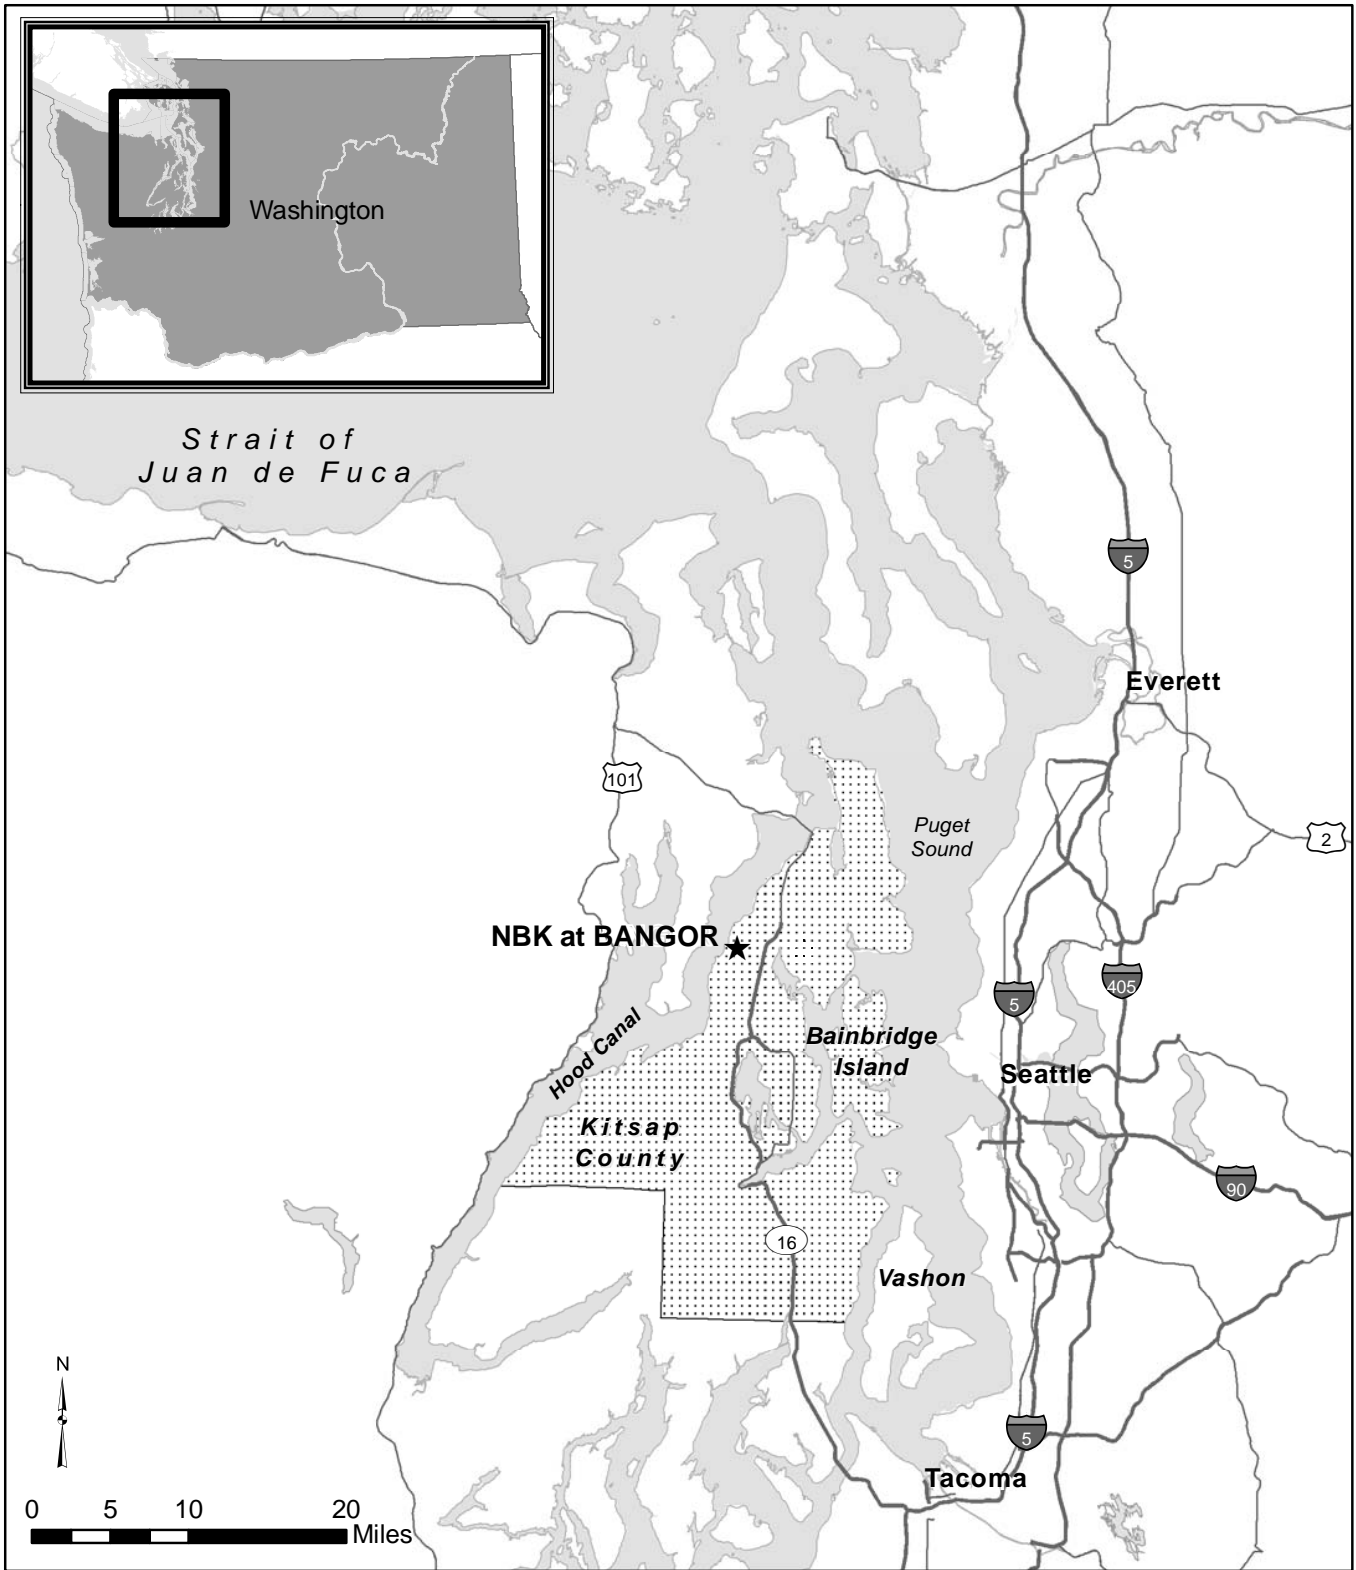 Washington
Strait of
Juan de Fuca
5
Everett
101
Puget
Sound
2
NBK at BANGOR
405
5
Hood Canal
Bainbridge
Island
Seattle
Kitsap
County
90
16
Vashon
N
5
Tacoma
0 5 10 20
Miles